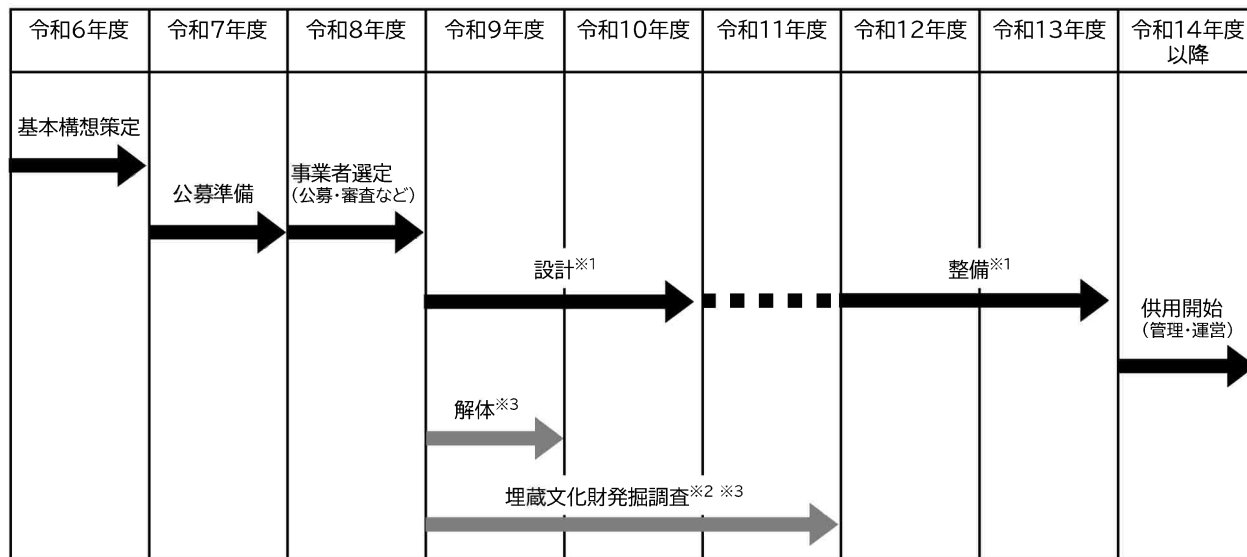 令和6年度
令和7年度
令和8年度
令和9年度
令和10年度
令和11年度
令和12年度
令和13年度
令和14年度
以降
基本構想策定
公募準備
事業者選定
（公募・審査など）
設計※1
整備※1
供用開始
（管理・運営）
解体※3
埋蔵文化財発掘調査※2 ※3